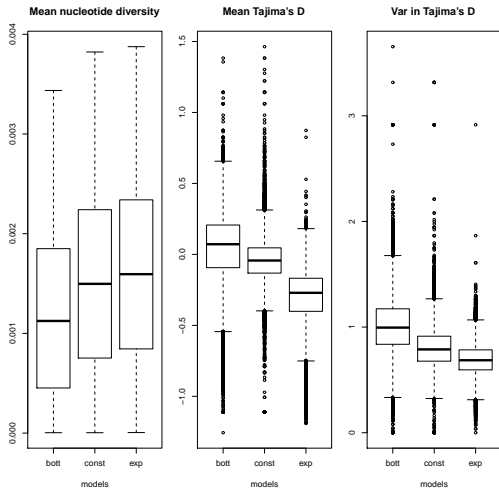 Mean nucleotide diversity
0.004
0.003
0.002
0.001
0.000
bott const exp
models
Mean Tajima's D
1.5
1.0
0.5
0.0
−0.5
−1.0
bott const exp
models
Var in Tajima's D
3
2
1
0
bott const exp
models